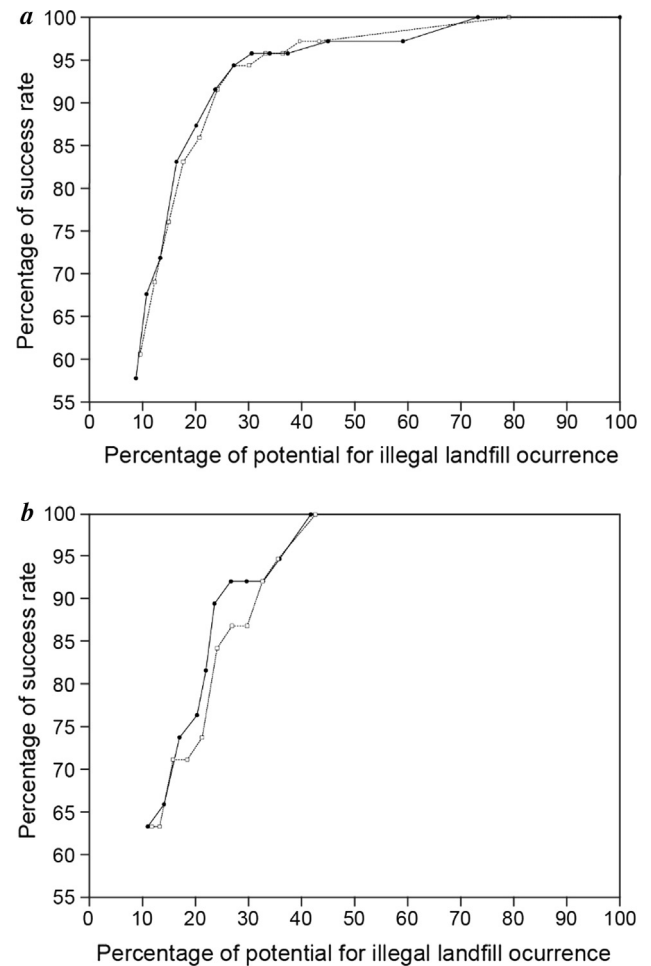 a
100
95
90
85
80
75
70
65
60
55
Percentage of success rate
0 10 20 30 40 50 60 70 80 90 100
Percentage of potential for illegal landfill ocurrence
b
100
95
90
85
80
75
70
65
60
55
Percentage of success rate
0 10 20 30 40 50 60 70 80 90 100
Percentage of potential for illegal landfill ocurrence